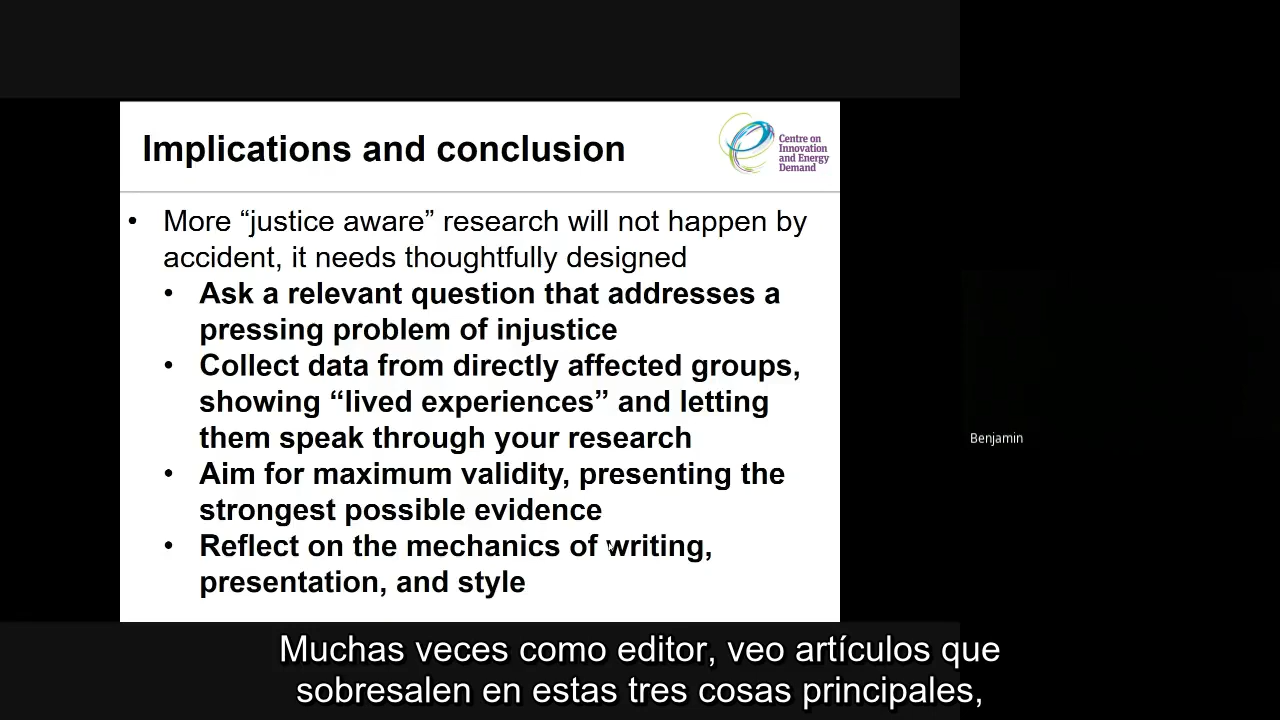 Implications and conclusion
Centre on
Innovation
and Energy
Demand
• More “justice aware” research will not happen by
accident, it needs thoughtfully designed
• Ask a relevant question that addresses a
pressing problem of injustice
• Collect data from directly affected groups,
showing “lived experiences” and letting
them speak through your research
• Aim for maximum validity, presenting the
strongest possible evidence
• Reflect on the mechanics of writing,
presentation, and style
Benjamin
Muchas veces como editor, veo artículos que
sobresalen en estas tres cosas principales,